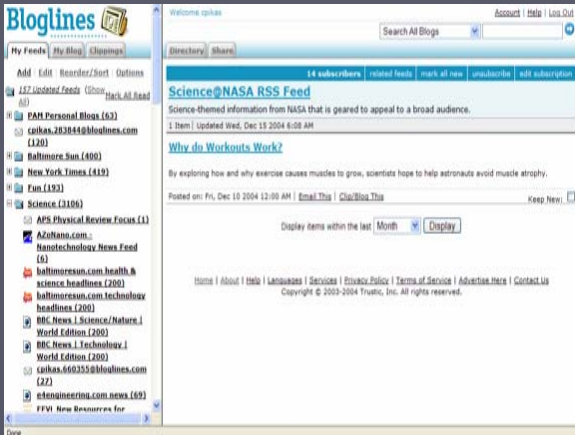 Bloglines
Welcome cpikas
Account | Help | Log Out
Search All Blogs
My Feeds My Blog Clippings
Directory Share
Add Edit Reorder/Sort Options
157 Updated Feeds (Show All) Mark All Read
PAM Personal Blogs (63)
cpikas.283844@bloglines.com
(120)
Baltimore Sun (400)
New York Times (419)
Fun (193)
Science (3106)
APS Physical Review Focus (1)
AZoNano.com -
Nanotechnology News Feed
(6)
baltimoresun.com health &
science headlines (200)
baltimoresun.com technology
headlines (200)
BBC News | Science/Nature |
World Edition (200)
BBC News | Technology |
World Edition (200)
cpikas.660355@bloglines.com
(27)
e4engineering.com news (69)
EEVL New Resources for
14 subscribers | related feeds | mark all new | unsubscribe | edit subscription
Science@NASA RSS Feed
Science-themed information from NASA that is geared to appeal to a broad audience.
1 Item | Updated Wed, Dec 15 2004 6:08 AM
Why do Workouts Work?
By exploring how and why exercise causes muscles to grow, scientists hope to help astronauts avoid muscle atrophy.
Posted on: Fri, Dec 10 2004 12:00 AM | Email This | Clip/Blog This
Keep New:
Display items within the last Month Display
Home | About | Help | Languages | Services | Privacy Policy | Terms of Service | Advertise Here | Contact Us
Copyright © 2003-2004 Trustic, Inc. All rights reserved.
Done